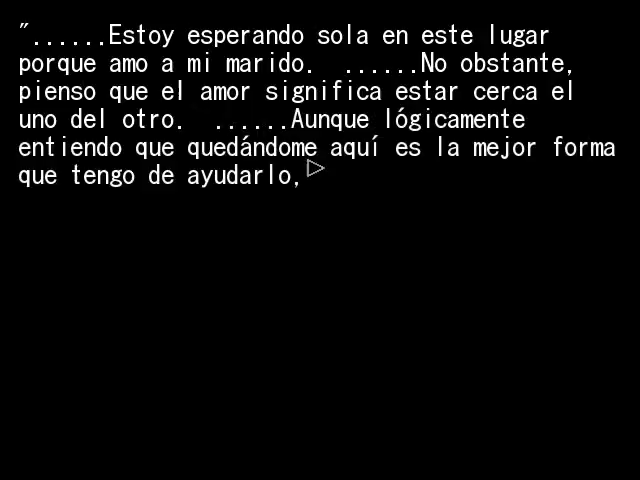 "......Estoy esperando sola en este lugar
porque amo a mi marido.  ......No obstante,
pienso que el amor significa estar cerca el
uno del otro.  ......Aunque lógicamente
entiendo que quedándome aquí es la mejor forma
que tengo de ayudarlo,